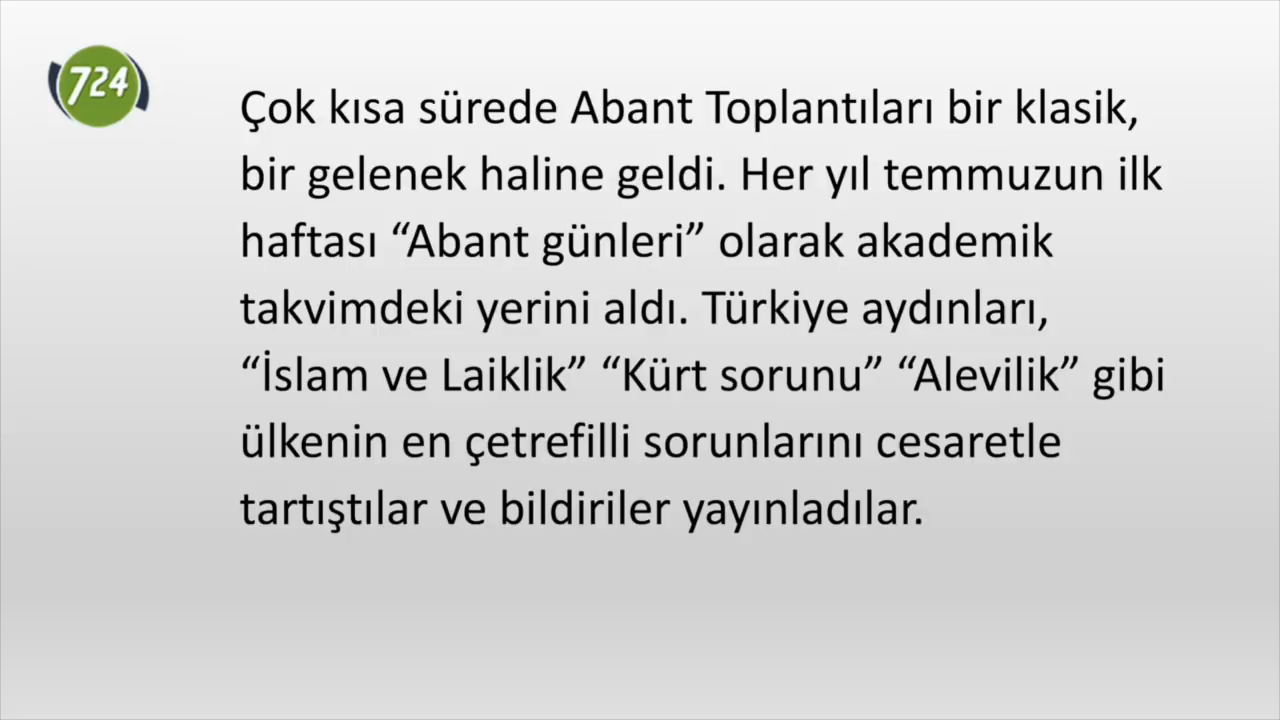 724
Çok kısa sürede Abant Toplantıları bir klasik,
bir gelenek haline geldi. Her yıl temmuzun ilk
haftası “Abant günleri” olarak akademik
takvimdeki yerini aldı. Türkiye aydınları,
“İslam ve Laiklik” “Kürt sorunu” “Alevilik” gibi
ülkenin en çetrefilli sorunlarını cesaretle
tartıştılar ve bildiriler yayınladılar.